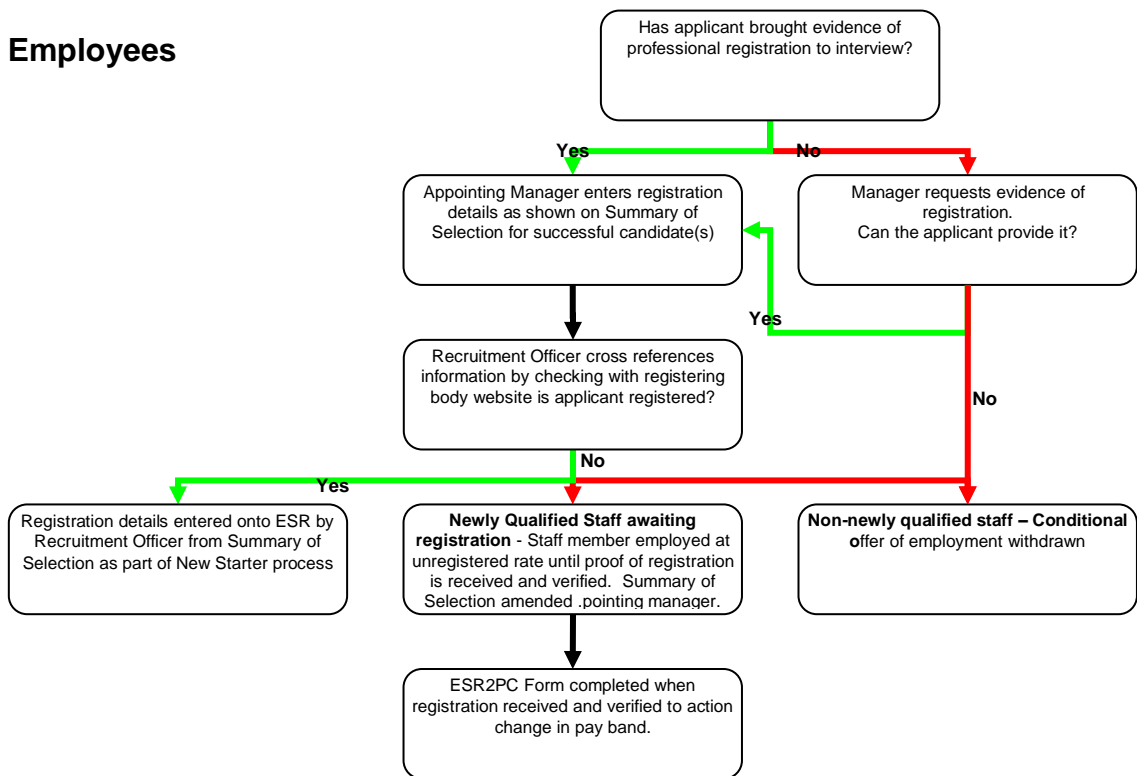 Employees
Has applicant brought evidence of
professional registration to interview?
Yes
No
Appointing Manager enters registration
details as shown on Summary of
Selection for successful candidate(s)
Manager requests evidence of
registration.
Can the applicant provide it?
Yes
Recruitment Officer cross references
information by checking with registering
body website is applicant registered?
No
No
Yes
Registration details entered onto ESR by
Recruitment Officer from Summary of
Selection as part of New Starter process
Newly Qualified Staff awaiting
registration - Staff member employed at
unregistered rate until proof of registration
is received and verified. Summary of
Selection amended .pointing manager.
Non-newly qualified staff – Conditional
offer of employment withdrawn
ESR2PC Form completed when
registration received and verified to action
change in pay band.